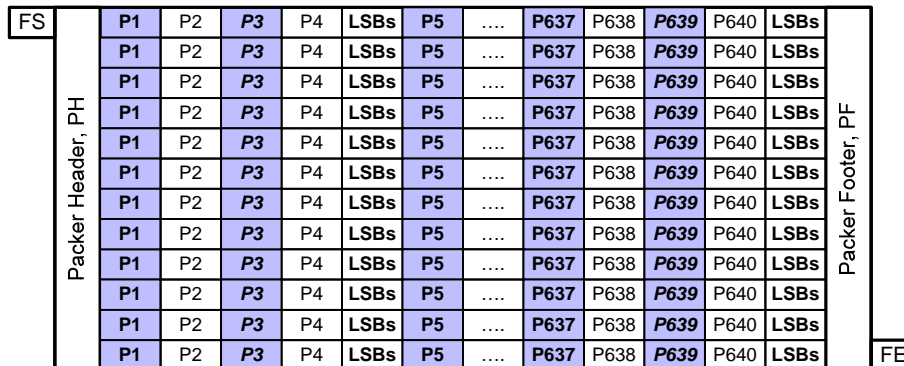 FS P1 P2 P3 P4 LSBs P5 .... P637 P638 P639 P640 LSBs
P1 P2 P3 P4 LSBs P5 .... P637 P638 P639 P640 LSBs
P1 P2 P3 P4 LSBs P5 .... P637 P638 P639 P640 LSBs
P1 P2 P3 P4 LSBs P5 .... P637 P638 P639 P640 LSBs
P1 P2 P3 P4 LSBs P5 .... P637 P638 P639 P640 LSBs
P1 P2 P3 P4 LSBs P5 .... P637 P638 P639 P640 LSBs
P1 P2 P3 P4 LSBs P5 .... P637 P638 P639 P640 LSBs
P1 P2 P3 P4 LSBs P5 .... P637 P638 P639 P640 LSBs
P1 P2 P3 P4 LSBs P5 .... P637 P638 P639 P640 LSBs
P1 P2 P3 P4 LSBs P5 .... P637 P638 P639 P640 LSBs
P1 P2 P3 P4 LSBs P5 .... P637 P638 P639 P640 LSBs
P1 P2 P3 P4 LSBs P5 .... P637 P638 P639 P640 LSBs FE
Packer Header, PH
Packer Footer, PF